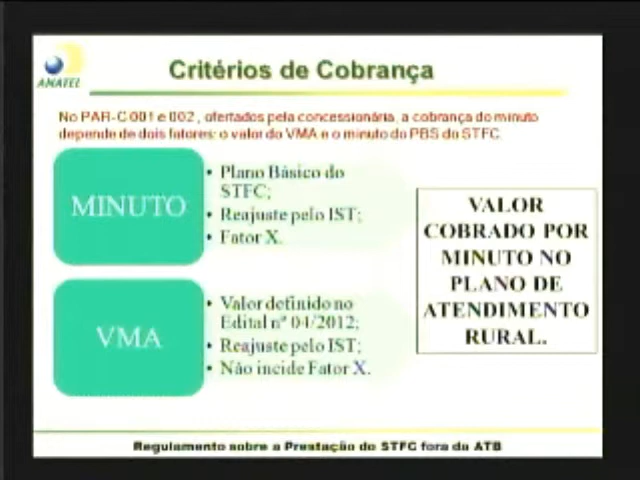 ANATEL
Critérios de Cobrança
No PAR-C 001 e 002, ofertados pela concessionária, a cobrança do minuto
depende de dois fatores: o valor do VMA e o minuto do PBS do STFC.
MINUTO
• Plano Básico do
STFC;
• Reajuste pelo IST;
• Fator X.
VMA
• Valor definido no
Edital nº 04/2012;
• Reajuste pelo IST;
• Não incide Fator X.
VALOR
COBRADO POR
MINUTO NO
PLANO DE
ATENDIMENTO
RURAL.
Regulamento sobre a Prestação do STFC fora da ATB